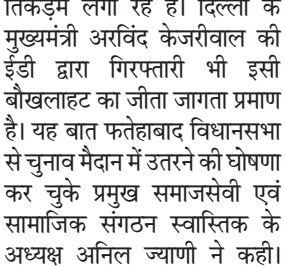 तिकड़म लगा रहे हैं। दिल्ली के
मुख्यमंत्री अरविंद केजरीवाल की
ईडी द्वारा गिरफ्तारी भी इसी
बौखलाहट का जीता जागता प्रमाण
है। यह बात फतेहाबाद विधानसभा
से चुनाव मैदान में उतरने की घोषणा
कर चुके प्रमुख समाजसेवी एवं
सामाजिक संगठन स्वास्तिक के
अध्यक्ष अनिल ज्याणी ने कही।